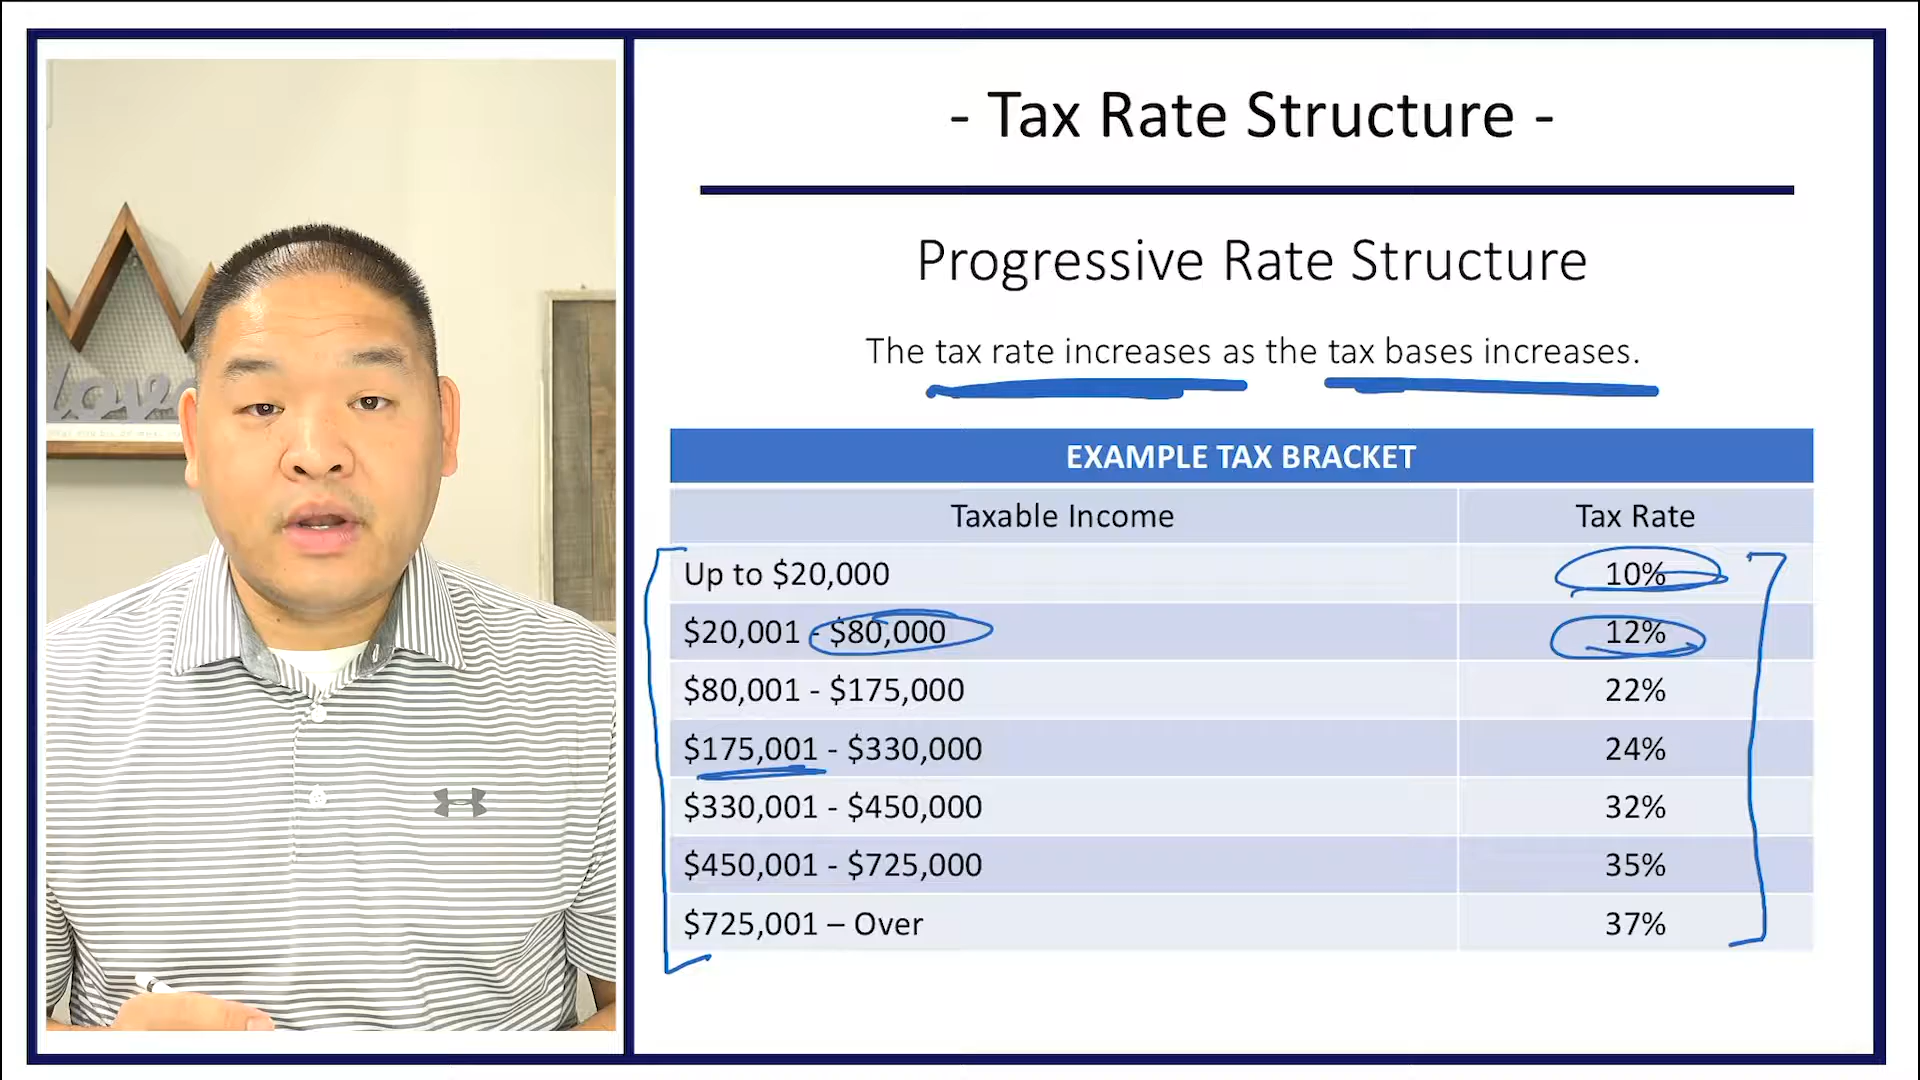 - Tax Rate Structure -
Progressive Rate Structure
The tax rate increases as the tax bases increases.
EXAMPLE TAX BRACKET
Taxable Income Tax Rate
Up to $20,000 10%
$20,001 - $80,000 12%
$80,001 - $175,000 22%
$175,001 - $330,000 24%
$330,001 - $450,000 32%
$450,001 - $725,000 35%
$725,001 – Over 37%
love